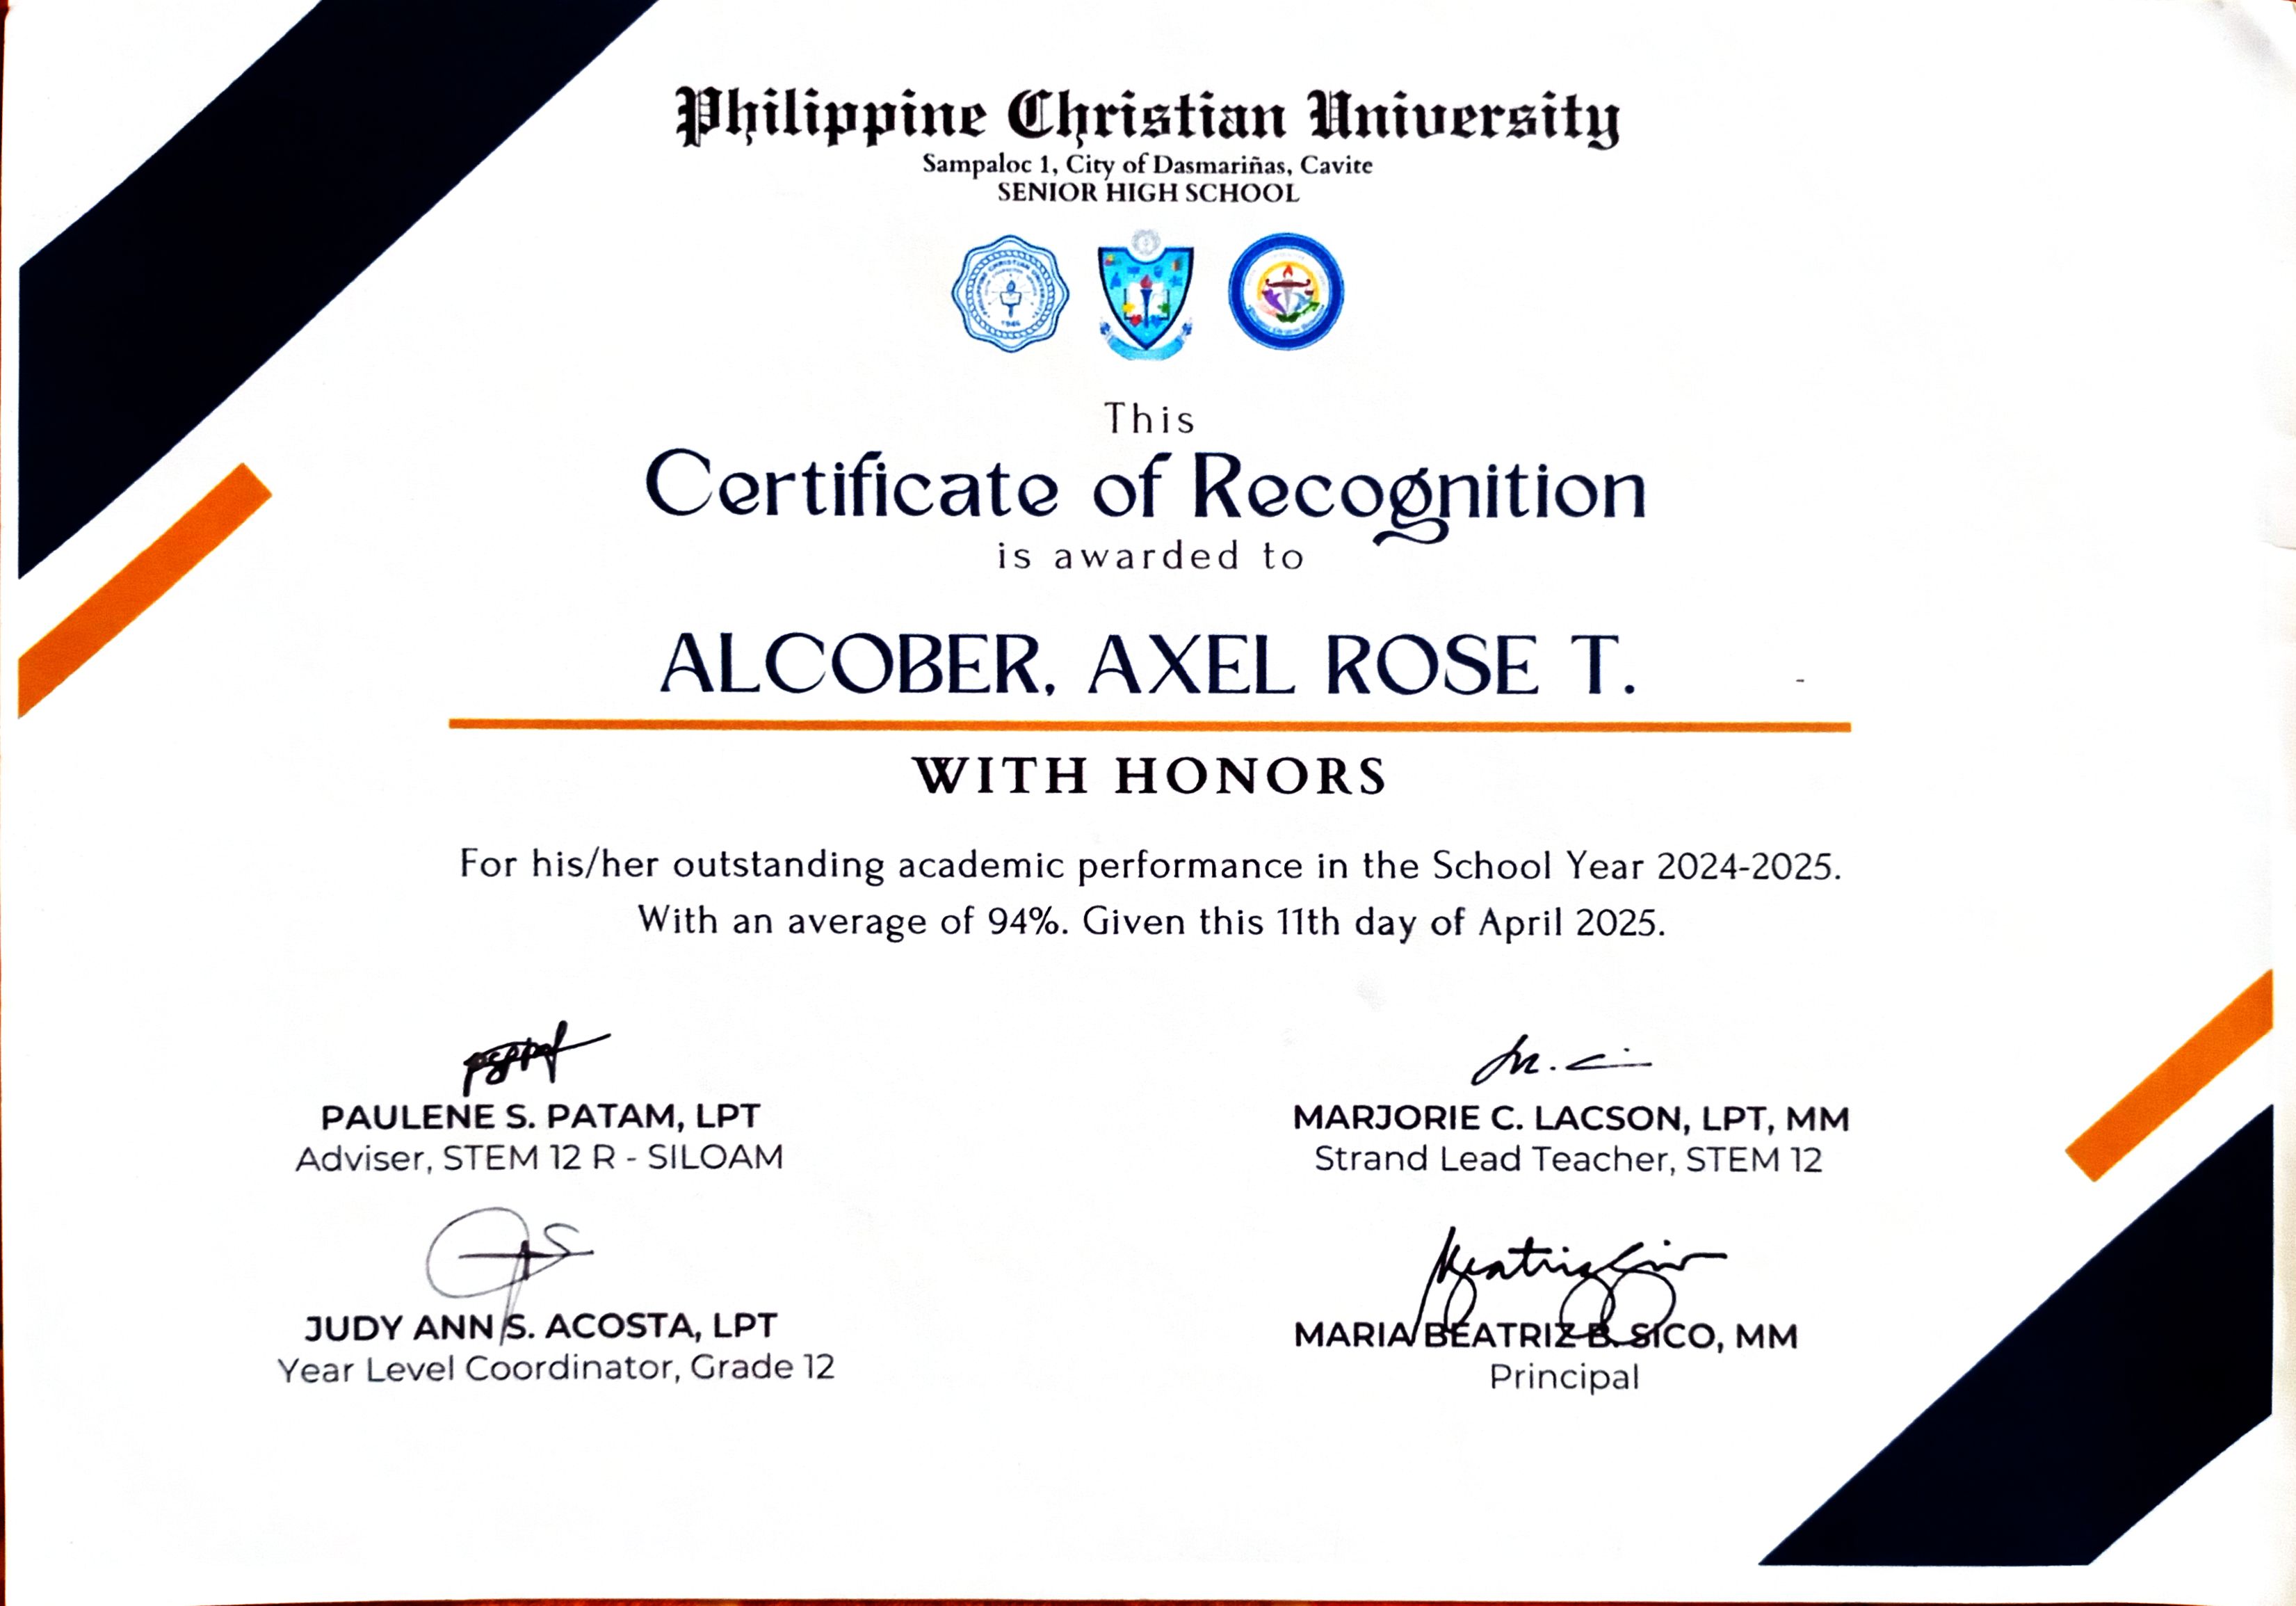 Philippine Christian University
Sampaloc 1, City of Dasmariñas, Cavite
SENIOR HIGH SCHOOL
This
Certificate of Recognition
is awarded to
ALCOBER, AXEL ROSE T.
WITH HONORS
For his/her outstanding academic performance in the School Year 2024-2025.
With an average of 94%. Given this 11th day of April 2025.
PAULENE S. PATAM, LPT
Adviser, STEM 12 R - SILOAM
MARJORIE C. LACSON, LPT, MM
Strand Lead Teacher, STEM 12
JUDY ANN S. ACOSTA, LPT
Year Level Coordinator, Grade 12
MARIA BEATRIZ B. SICO, MM
Principal